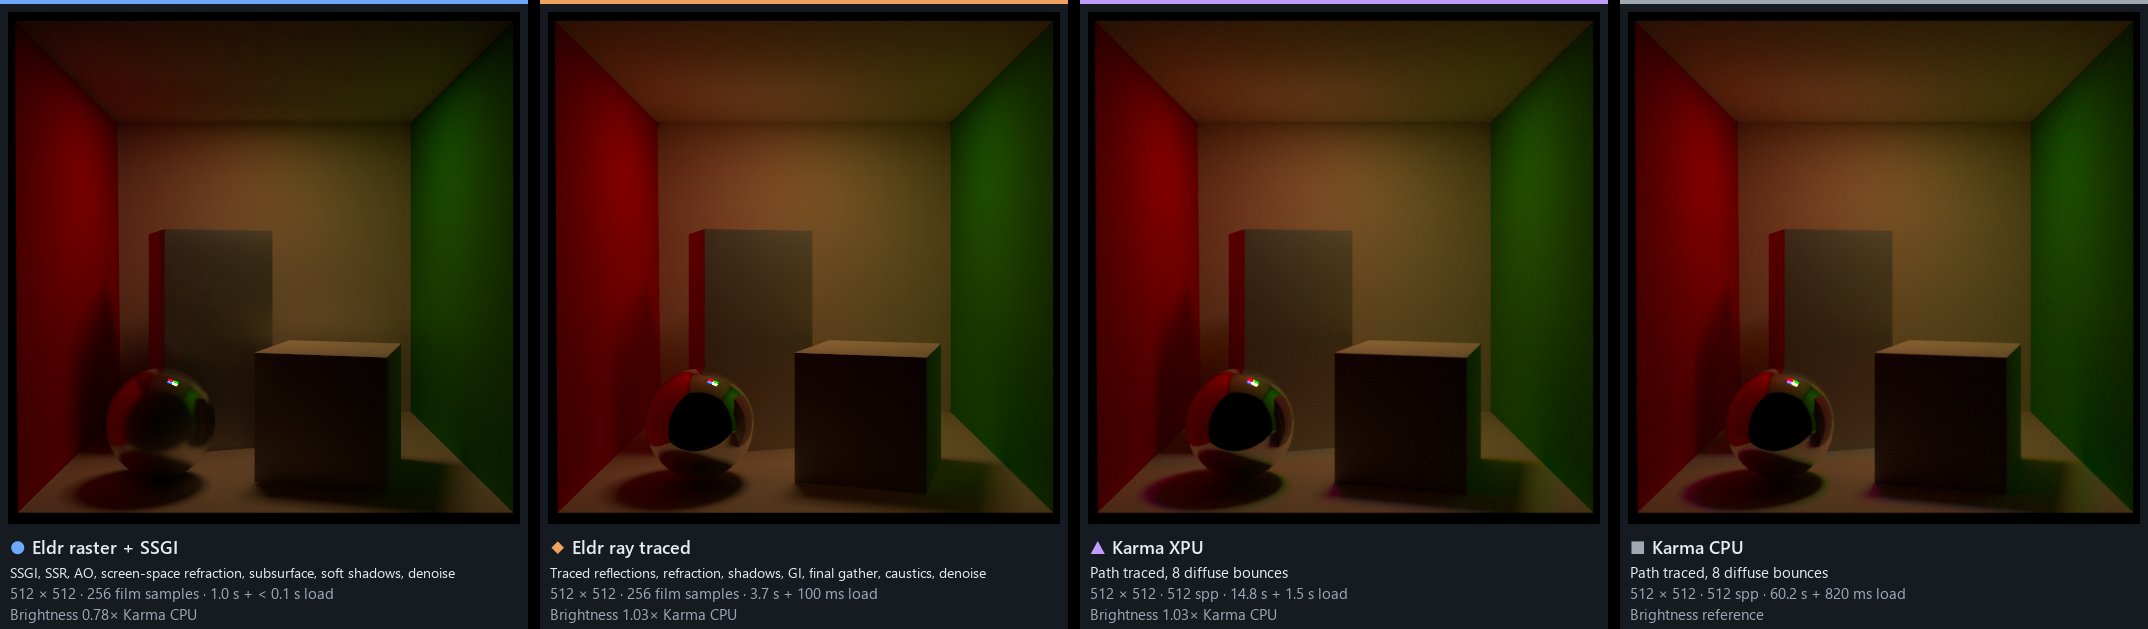 Eldr raster + SSGI
SSGI, SSR, AO, screen-space refraction, subsurface, soft shadows, denoise
512 × 512 · 256 film samples · 1.0 s + < 0.1 s load
Brightness 0.78× Karma CPU
Eldr ray traced
Traced reflections, refraction, shadows, GI, final gather, caustics, denoise
512 × 512 · 256 film samples · 3.7 s + 100 ms load
Brightness 1.03× Karma CPU
Karma XPU
Path traced, 8 diffuse bounces
512 × 512 · 512 spp · 14.8 s + 1.5 s load
Brightness 1.03× Karma CPU
Karma CPU
Path traced, 8 diffuse bounces
512 × 512 · 512 spp · 60.2 s + 820 ms load
Brightness reference